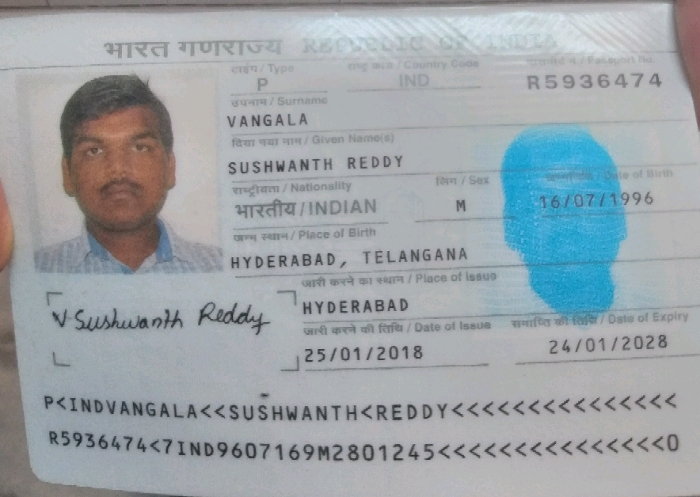 भारत गणराज्य REPUBLIC OF INDIA
टाईप / Type राष्ट्र कोड / Country Code पासपोर्ट नं / Passport No.
P IND R5936474
उपनाम / Surname
VANGALA
दिया गया नाम / Given Name(s)
SUSHWANTH REDDY
राष्ट्रीयता / Nationality लिंग / Sex जन्मतिथि / Date of Birth
भारतीय / INDIAN M 16/07/1996
जन्म स्थान / Place of Birth
HYDERABAD, TELANGANA
जारी करने का स्थान / Place of Issue
HYDERABAD
जारी करने की तिथि / Date of Issue समाप्ति की तिथि / Date of Expiry
25/01/2018 24/01/2028
V Sushwanth Reddy
P<INDVANGALA<<SUSHWANTH<REDDY<<<<<<<<<<<<<<<
R5936474<7IND9607169M2801245<<<<<<<<<<<<<<<0